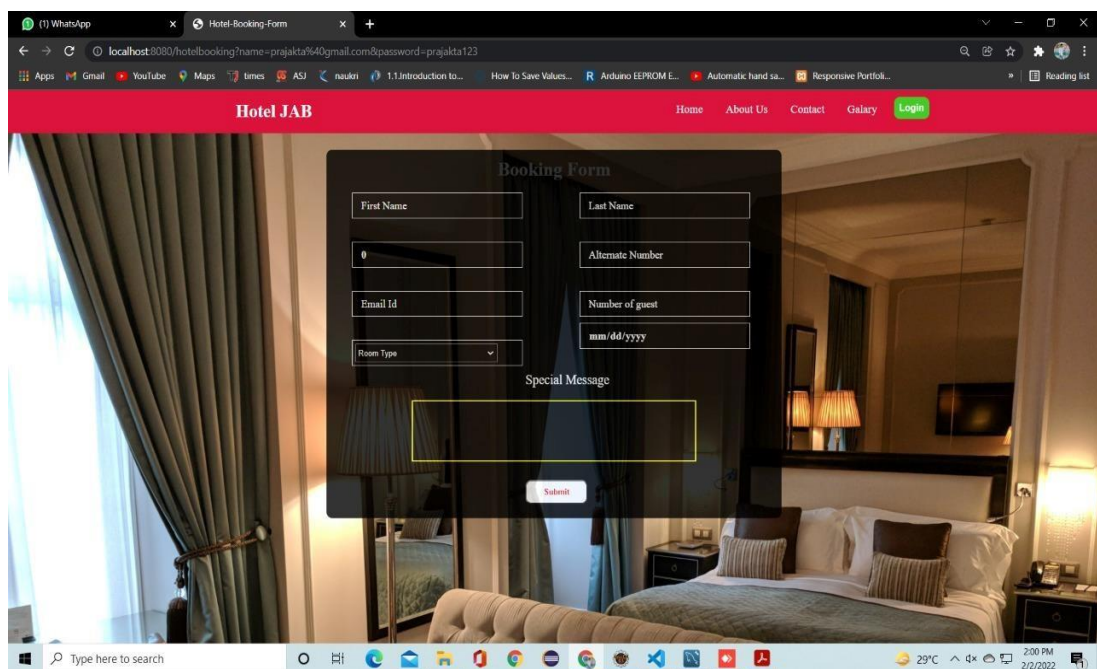 (1) WhatsApp
Hotel-Booking-Form
localhost:8080/hotelbooking?name=prajakta%40gmail.com&password=prajakta123
Apps Gmail YouTube Maps times ASJ naukri 1.1.Introduction to... How To Save Values... Arduino EEPROM E... Automatic hand sa... Responsive Portfoli... » Reading list
Hotel JAB Home About Us Contact Galary Login
Booking Form
First Name Last Name
0 Alternate Number
Email Id Number of guest
mm/dd/yyyy
Room Type
Special Message
Submit
Type here to search 29°C 2:00 PM
2/2/2022